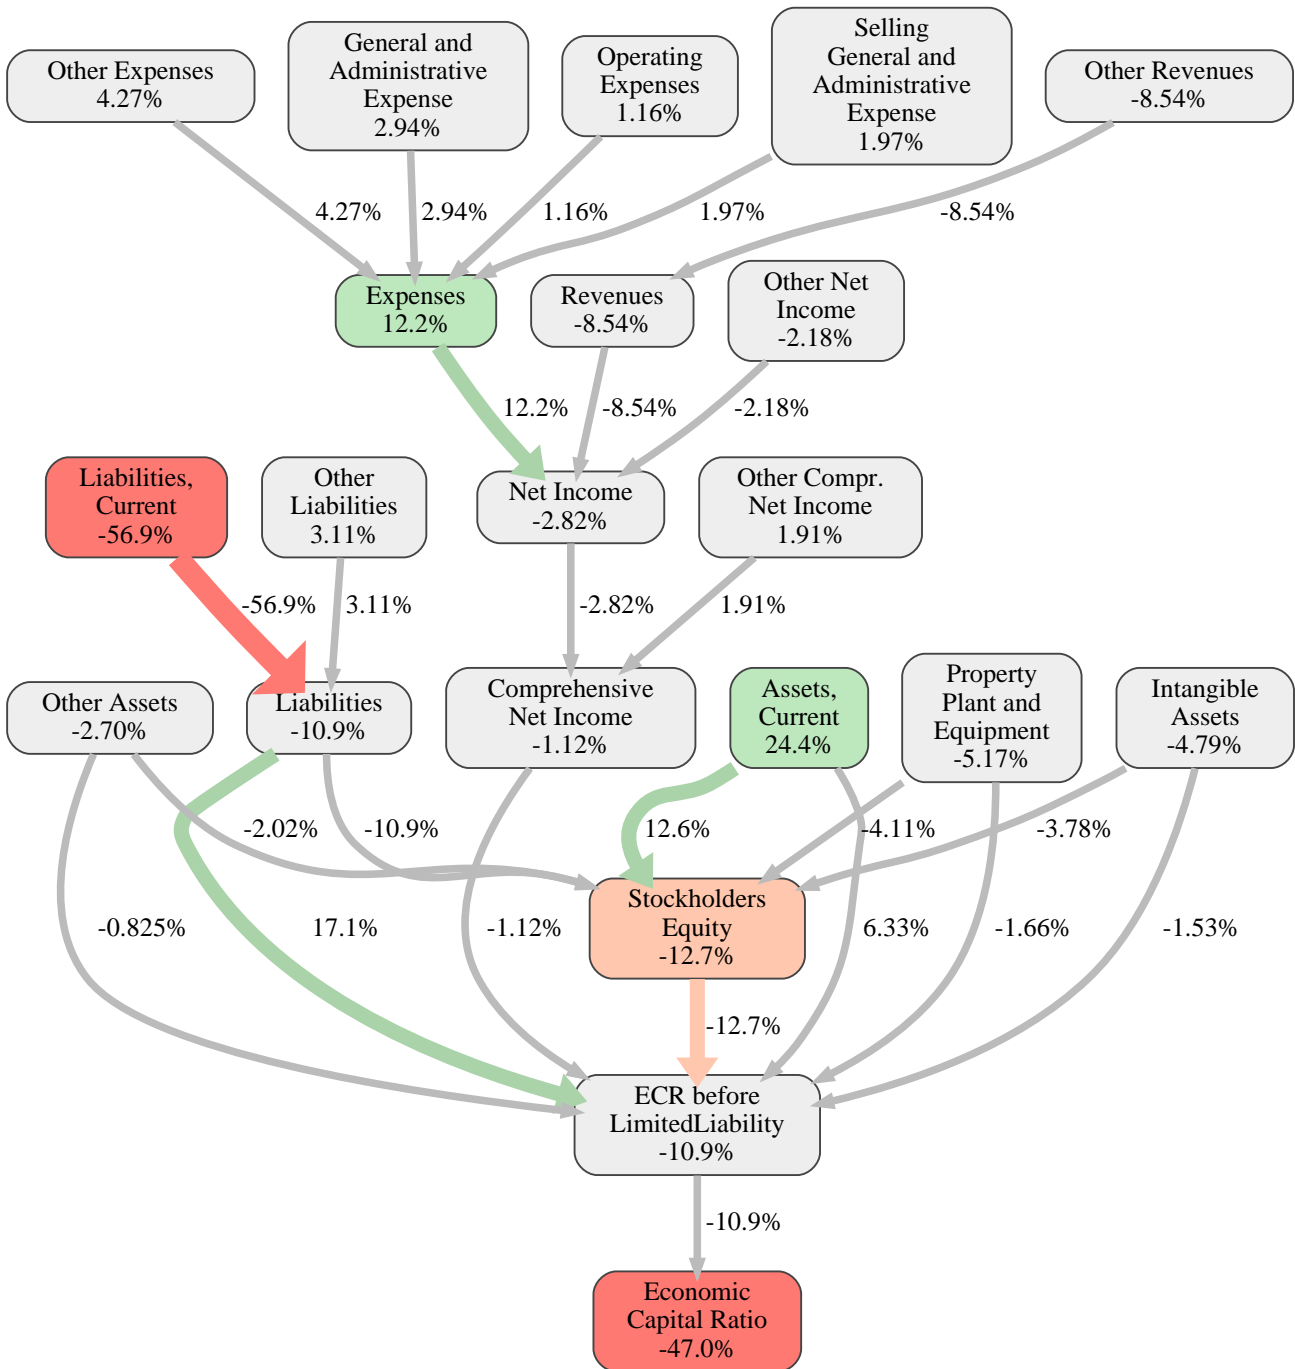 Other Expenses
4.27%
General and
Administrative
Expense
2.94%
Operating
Expenses
1.16%
Selling
General and
Administrative
Expense
1.97%
Other Revenues
-8.54%
4.27%
2.94%
1.16%
1.97%
-8.54%
Expenses
12.2%
Revenues
-8.54%
Other Net
Income
-2.18%
12.2%
-8.54%
-2.18%
Liabilities,
Current
-56.9%
Other
Liabilities
3.11%
Net Income
-2.82%
Other Compr.
Net Income
1.91%
-56.9%
3.11%
-2.82%
1.91%
Other Assets
-2.70%
Liabilities
-10.9%
Comprehensive
Net Income
-1.12%
Assets,
Current
24.4%
Property
Plant and
Equipment
-5.17%
Intangible
Assets
-4.79%
-2.02%
-10.9%
12.6%
-4.11%
-3.78%
Stockholders
Equity
-12.7%
-0.825%
17.1%
-1.12%
6.33%
-1.66%
-1.53%
-12.7%
ECR before
LimitedLiability
-10.9%
-10.9%
Economic
Capital Ratio
-47.0%